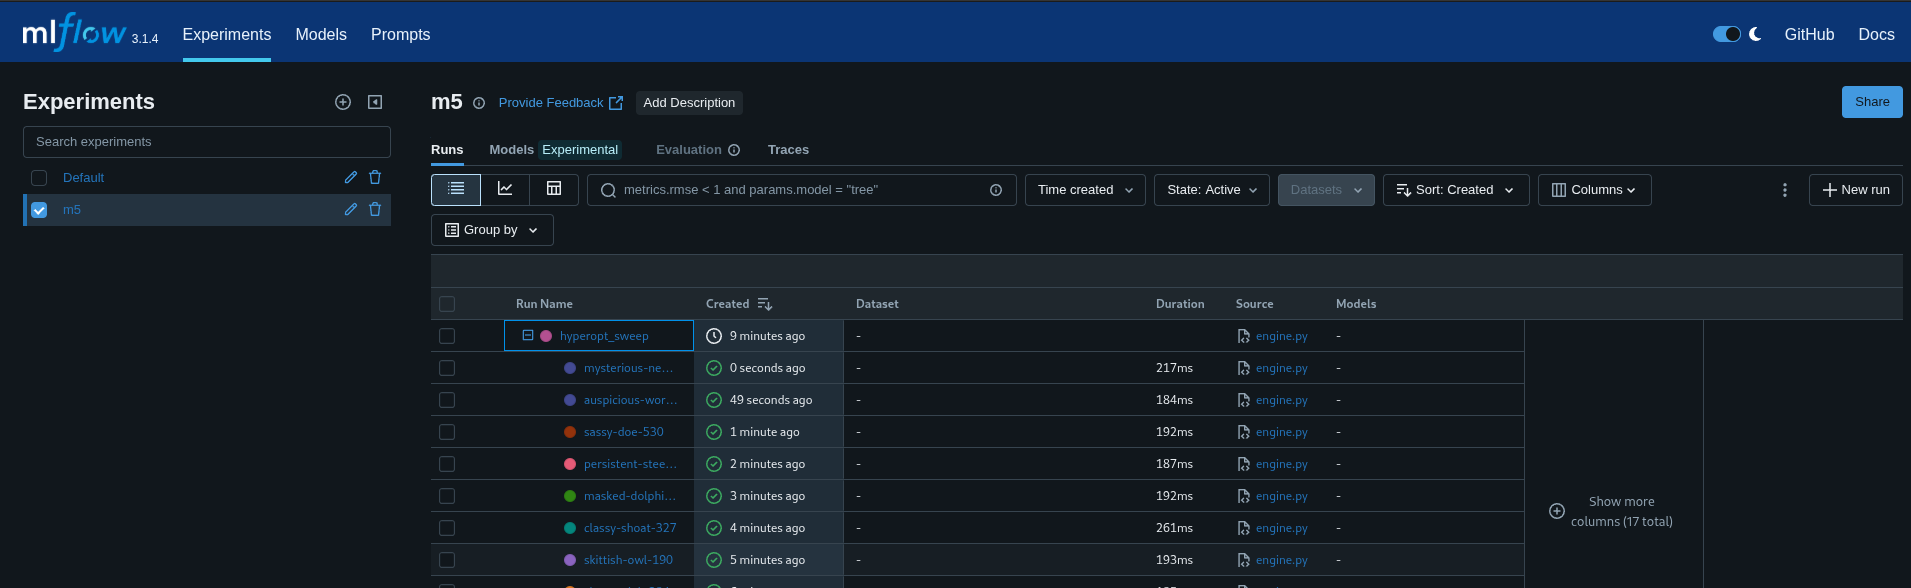 mlflow 3.1.4 Experiments Models Prompts GitHub Docs
Experiments
Search experiments
Default
m5
m5 Provide Feedback Add Description Share
Runs Models Experimental Evaluation Traces
metrics.rmse < 1 and params.model = "tree" Time created State: Active Datasets Sort: Created Columns New run
Group by
Run Name Created Dataset Duration Source Models
hyperopt_sweep 9 minutes ago - engine.py -
mysterious-ne... 0 seconds ago - 217ms engine.py -
auspicious-wor... 49 seconds ago - 184ms engine.py -
sassy-doe-530 1 minute ago - 192ms engine.py -
persistent-stee... 2 minutes ago - 187ms engine.py -
masked-dolphi... 3 minutes ago - 192ms engine.py -
classy-shoat-327 4 minutes ago - 261ms engine.py -
skittish-owl-190 5 minutes ago - 193ms engine.py -
Show more
columns (17 total)